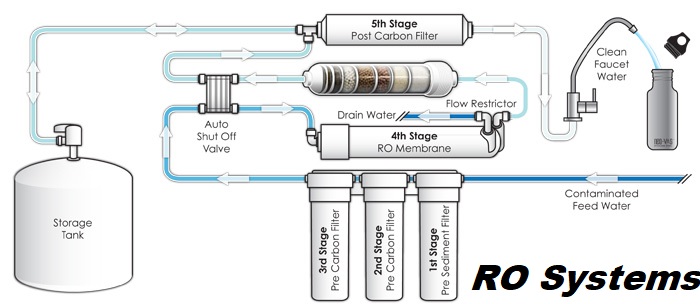 5th Stage
Post Carbon Filter
Clean
Faucet
Water
Flow Restrictor
Drain Water
Auto
Shut Off
Valve
4th Stage
RO Membrane
Contaminated
Feed Water
Storage
Tank
3rd Stage
Pre Carbon Filter
2nd Stage
Pre Carbon Filter
1st Stage
Pre Sediment Filter
RO Systems